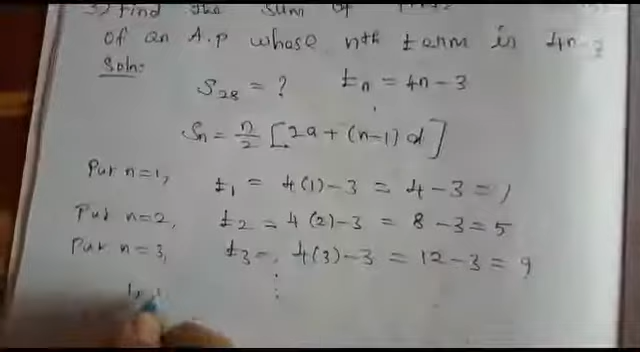 3) Find the sum of
of an A.P whose nth term is 4n-3
Soln:
S28 = ? tn = 4n-3
Sn = n/2 [2a + (n-1) d]
Put n=1, t1 = 4(1)-3 = 4-3 = 1
Put n=2, t2 = 4(2)-3 = 8-3 = 5
Put n=3, t3 = 4(3)-3 = 12-3 = 9
⋮